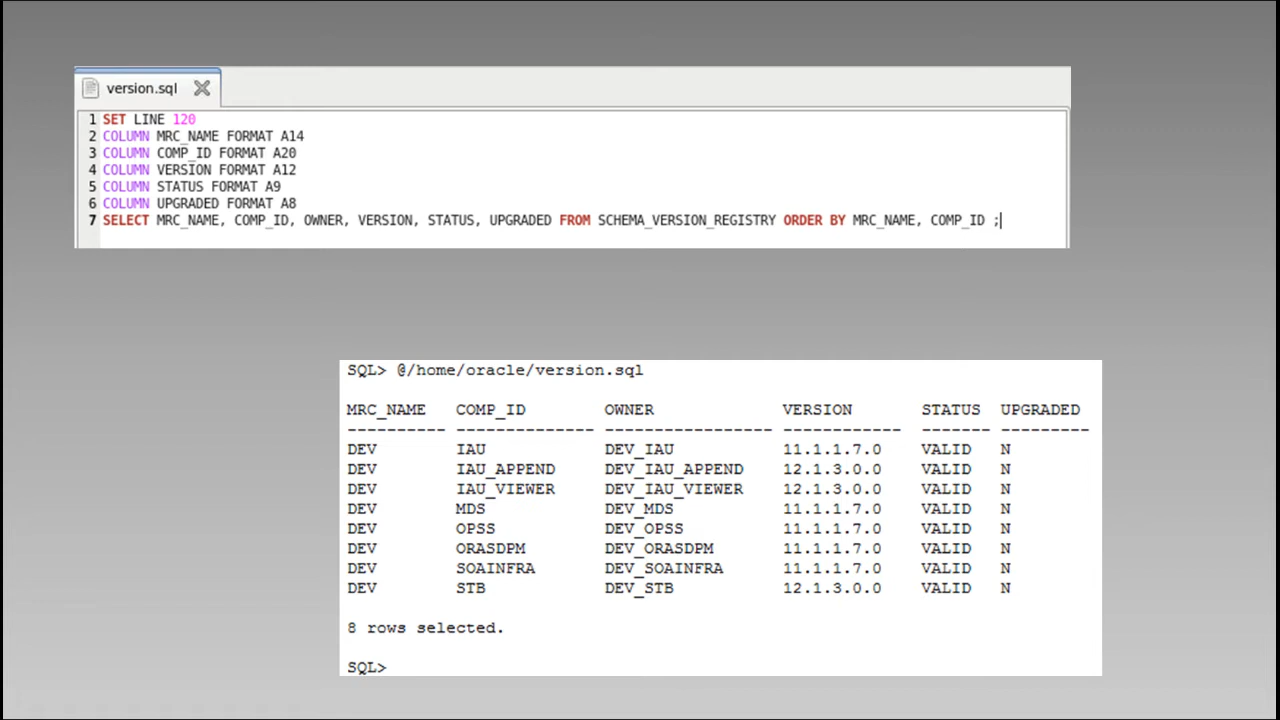 version.sql
1 SET LINE 120
2 COLUMN MRC_NAME FORMAT A14
3 COLUMN COMP_ID FORMAT A20
4 COLUMN VERSION FORMAT A12
5 COLUMN STATUS FORMAT A9
6 COLUMN UPGRADED FORMAT A8
7 SELECT MRC_NAME, COMP_ID, OWNER, VERSION, STATUS, UPGRADED FROM SCHEMA_VERSION_REGISTRY ORDER BY MRC_NAME, COMP_ID ;
SQL> @/home/oracle/version.sql
MRC_NAME COMP_ID OWNER VERSION STATUS UPGRADED
---------- -------------- ----------------- ------------ ------- ---------
DEV IAU DEV_IAU 11.1.1.7.0 VALID N
DEV IAU_APPEND DEV_IAU_APPEND 12.1.3.0.0 VALID N
DEV IAU_VIEWER DEV_IAU_VIEWER 12.1.3.0.0 VALID N
DEV MDS DEV_MDS 11.1.1.7.0 VALID N
DEV OPSS DEV_OPSS 11.1.1.7.0 VALID N
DEV ORASDPM DEV_ORASDPM 11.1.1.7.0 VALID N
DEV SOAINFRA DEV_SOAINFRA 11.1.1.7.0 VALID N
DEV STB DEV_STB 12.1.3.0.0 VALID N
8 rows selected.
SQL>